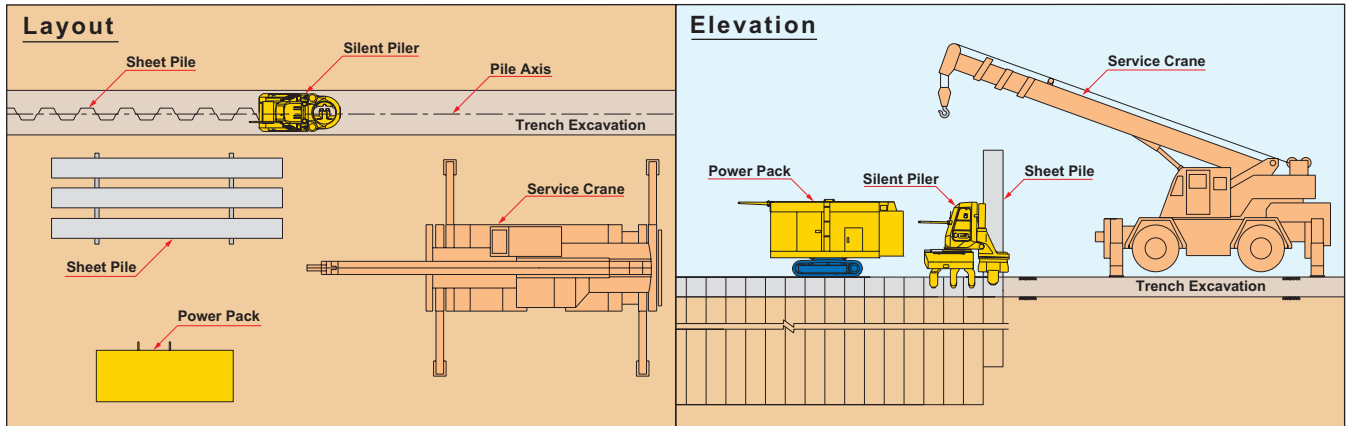 Layout
Silent Piler
Sheet Pile
Pile Axis
Trench Excavation
Service Crane
Sheet Pile
Power Pack
Elevation
Service Crane
Power Pack
Silent Piler
Sheet Pile
Trench Excavation